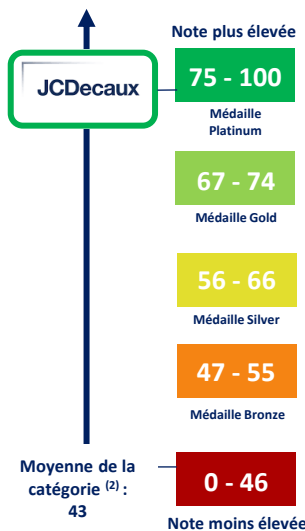 Note plus élevée
JCDecaux
75 - 100
Médaille
Platinum
67 - 74
Médaille Gold
56 - 66
Médaille Silver
47 - 55
Médaille Bronze
Moyenne de la
catégorie (2) :
43
0 - 46
Note moins élevée